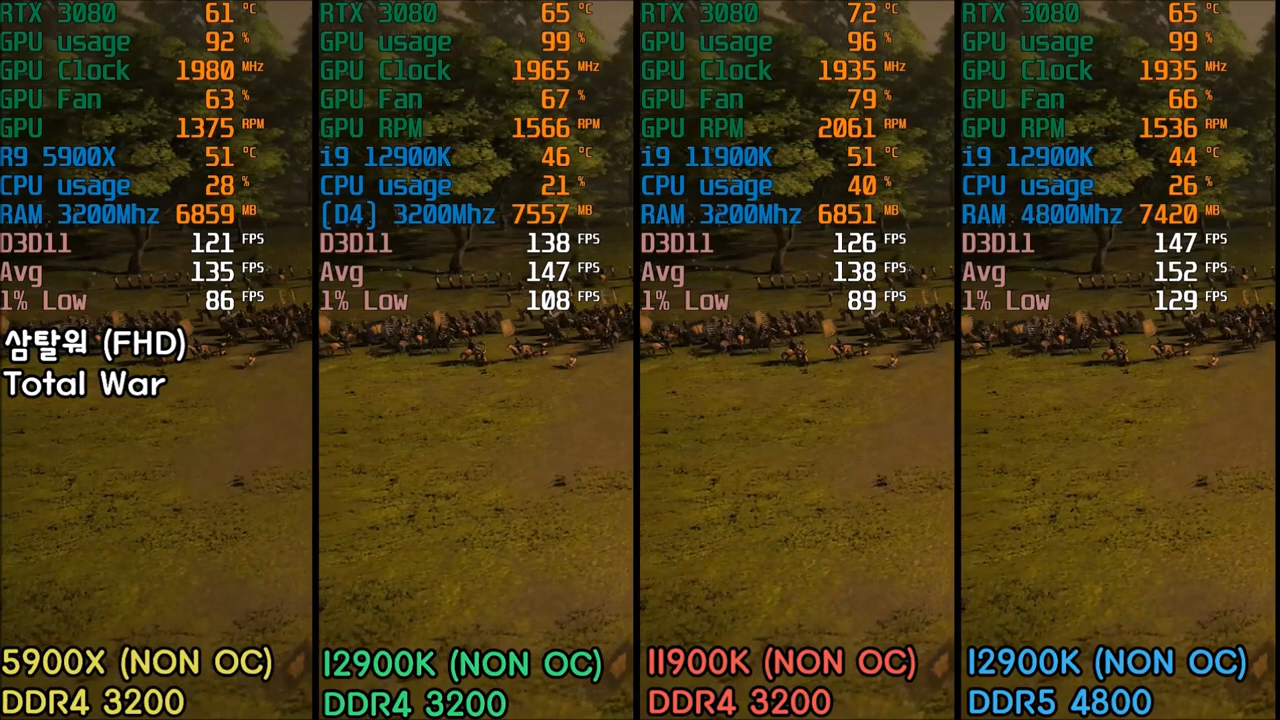 RTX 3080 61 °C
GPU usage 92 %
GPU Clock 1980 MHz
GPU Fan 63 %
GPU 1375 RPM
R9 5900X 51 °C
CPU usage 28 %
RAM 3200Mhz 6859 MB
D3D11 121 FPS
Avg 135 FPS
1% Low 86 FPS
삼탈워 (FHD)
Total War
5900X (NON OC)
DDR4 3200
RTX 3080 65 °C
GPU usage 99 %
GPU Clock 1965 MHz
GPU Fan 67 %
GPU RPM 1566 RPM
i9 12900K 46 °C
CPU usage 21 %
(D4) 3200Mhz 7557 MB
D3D11 138 FPS
Avg 147 FPS
1% Low 108 FPS
12900K (NON OC)
DDR4 3200
RTX 3080 72 °C
GPU usage 96 %
GPU Clock 1935 MHz
GPU Fan 79 %
GPU RPM 2061 RPM
i9 11900K 51 °C
CPU usage 40 %
RAM 3200Mhz 6851 MB
D3D11 126 FPS
Avg 138 FPS
1% Low 89 FPS
11900K (NON OC)
DDR4 3200
RTX 3080 65 °C
GPU usage 99 %
GPU Clock 1935 MHz
GPU Fan 66 %
GPU RPM 1536 RPM
i9 12900K 44 °C
CPU usage 26 %
RAM 4800Mhz 7420 MB
D3D11 147 FPS
Avg 152 FPS
1% Low 129 FPS
12900K (NON OC)
DDR5 4800